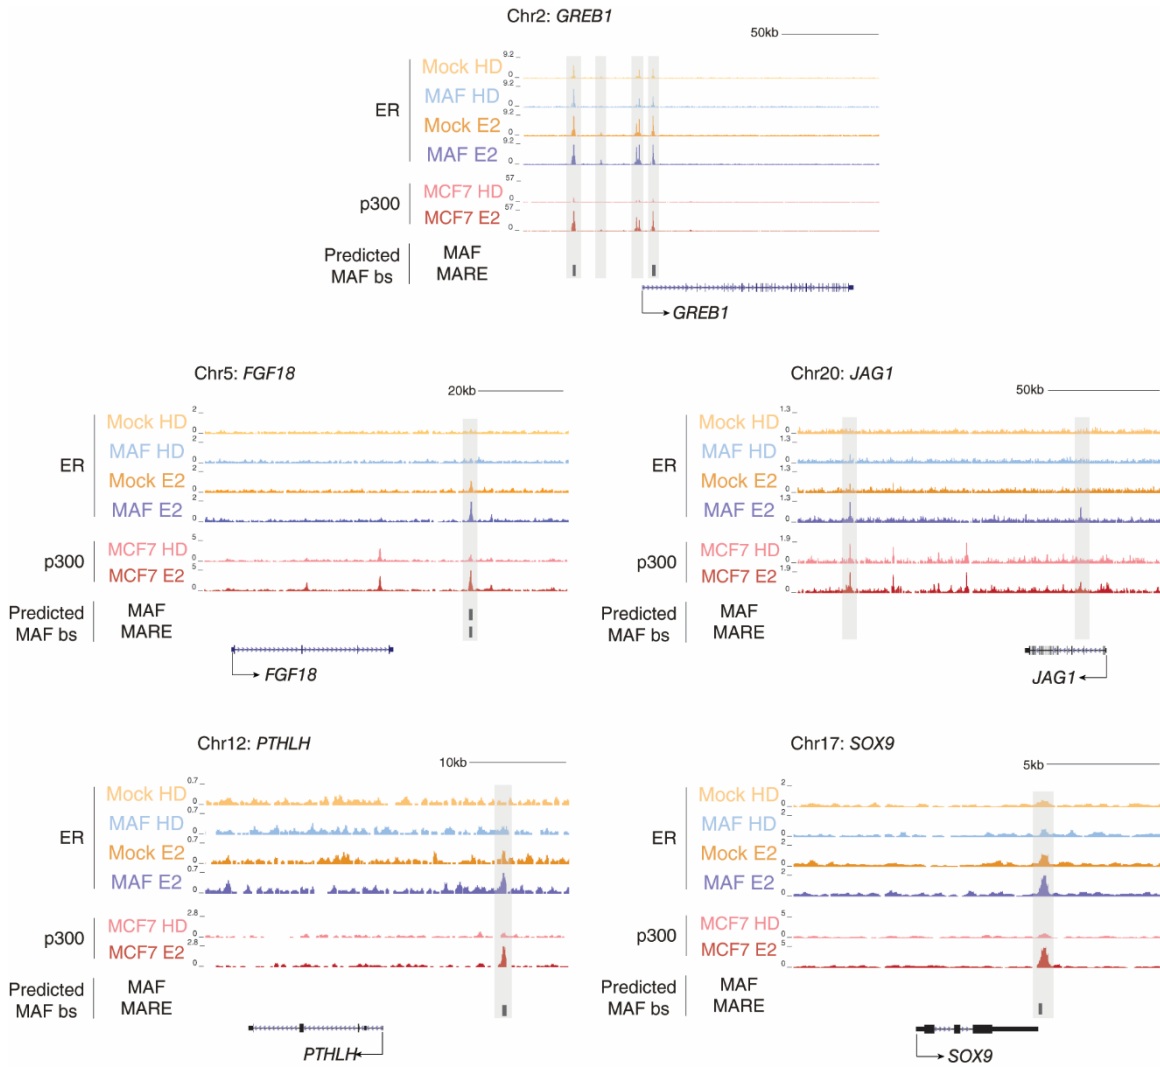 Chr2: GREB1
50kb
ER
Mock HD
9.2
0
MAF HD
9.2
0
Mock E2
9.2
0
MAF E2
9.2
0
p300
MCF7 HD
57
0
MCF7 E2
57
0
Predicted MAF bs
MAF
MARE
GREB1
Chr5: FGF18
20kb
ER
Mock HD
2
0
MAF HD
2
0
Mock E2
2
0
MAF E2
2
0
p300
MCF7 HD
5
0
MCF7 E2
5
0
Predicted MAF bs
MAF
MARE
FGF18
Chr20: JAG1
50kb
ER
Mock HD
1.3
0
MAF HD
1.3
0
Mock E2
1.3
0
MAF E2
1.3
0
p300
MCF7 HD
1.9
0
MCF7 E2
1.9
0
Predicted MAF bs
MAF
MARE
JAG1
Chr12: PTHLH
10kb
ER
Mock HD
0.7
0
MAF HD
0.7
0
Mock E2
0.7
0
MAF E2
0.7
0
p300
MCF7 HD
2.8
0
MCF7 E2
2.8
0
Predicted MAF bs
MAF
MARE
PTHLH
Chr17: SOX9
5kb
ER
Mock HD
2
0
MAF HD
2
0
Mock E2
2
0
MAF E2
2
0
p300
MCF7 HD
5
0
MCF7 E2
5
0
Predicted MAF bs
MAF
MARE
SOX9